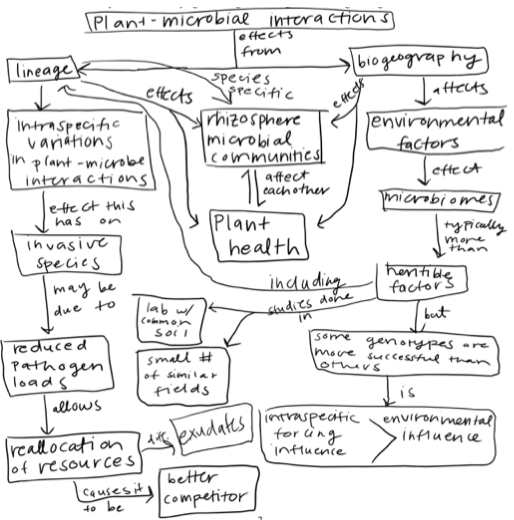 Plant-microbial interactions
effects
from
lineage
biogeography
species
specific
effects
effects
affects
intraspecific
variations
in plant-microbe
interactions
rhizosphere
microbial
communities
environmental
factors
affect
eachother
effect
microbiomes
effect this
has on
Plant
health
typically
more
than
invasive
species
including
heritible
factors
may be
due to
lab w/
common
soil
studies done
in
but
reduced
pathogen
loads
small #
of similar
fields
some genotypes are
more successful than
others
allows
is
reallocation
of resources
exudates
intraspecific
forcing
influence
>
environmental
influence
causes it
to be
better
competitor